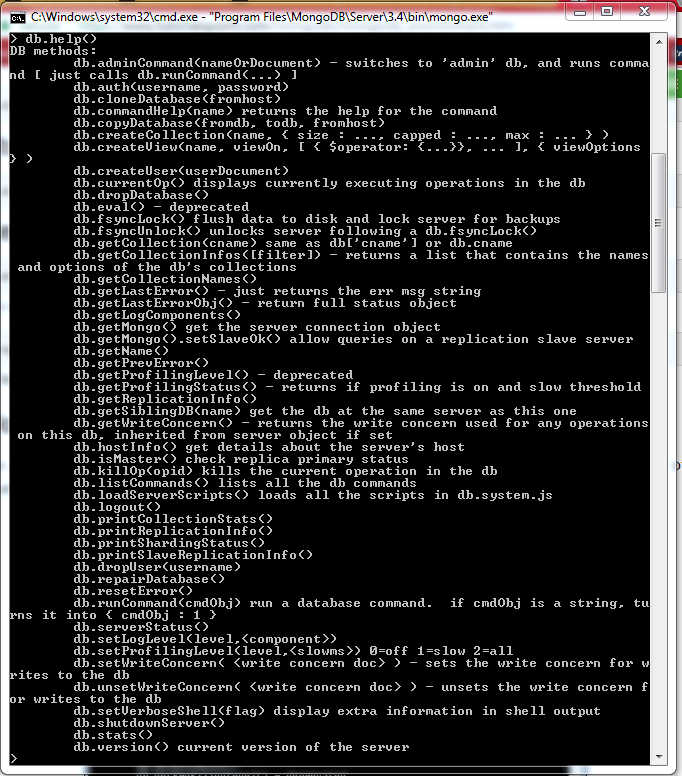 C:\Windows\system32\cmd.exe - "Program Files\MongoDB\Server\3.4\bin\mongo.exe"
> db.help()
DB methods:
db.adminCommand(nameOrDocument) - switches to 'admin' db, and runs comma
nd [ just calls db.runCommand(...) ]
db.auth(username, password)
db.cloneDatabase(fromhost)
db.commandHelp(name) returns the help for the command
db.copyDatabase(fromdb, todb, fromhost)
db.createCollection(name, { size : ..., capped : ..., max : ... } )
db.createView(name, viewOn, [ { $operator: {...}}, ... ], { viewOptions
} )
db.createUser(userDocument)
db.currentOp() displays currently executing operations in the db
db.dropDatabase()
db.eval() - deprecated
db.fsyncLock() flush data to disk and lock server for backups
db.fsyncUnlock() unlocks server following a db.fsyncLock()
db.getCollection(cname) same as db['cname'] or db.cname
db.getCollectionInfos([filter]) - returns a list that contains the names
and options of the db's collections
db.getCollectionNames()
db.getLastError() - just returns the err msg string
db.getLastErrorObj() - return full status object
db.getLogComponents()
db.getMongo() get the server connection object
db.getMongo().setSlaveOk() allow queries on a replication slave server
db.getName()
db.getPrevError()
db.getProfilingLevel() - deprecated
db.getProfilingStatus() - returns if profiling is on and slow threshold
db.getReplicationInfo()
db.getSiblingDB(name) get the db at the same server as this one
db.getWriteConcern() - returns the write concern used for any operations
on this db, inherited from server object if set
db.hostInfo() get details about the server's host
db.isMaster() check replica primary status
db.killOp(opid) kills the current operation in the db
db.listCommands() lists all the db commands
db.loadServerScripts() loads all the scripts in db.system.js
db.logout()
db.printCollectionStats()
db.printReplicationInfo()
db.printShardingStatus()
db.printSlaveReplicationInfo()
db.dropUser(username)
db.repairDatabase()
db.resetError()
db.runCommand(cmdObj) run a database command.  if cmdObj is a string, tu
rns it into { cmdObj : 1 }
db.serverStatus()
db.setLogLevel(level,<component>)
db.setProfilingLevel(level,<slowms>) 0=off 1=slow 2=all
db.setWriteConcern( <write concern doc> ) - sets the write concern for w
rites to the db
db.unsetWriteConcern( <write concern doc> ) - unsets the write concern f
or writes to the db
db.setVerboseShell(flag) display extra information in shell output
db.shutdownServer()
db.stats()
db.version() current version of the server
>